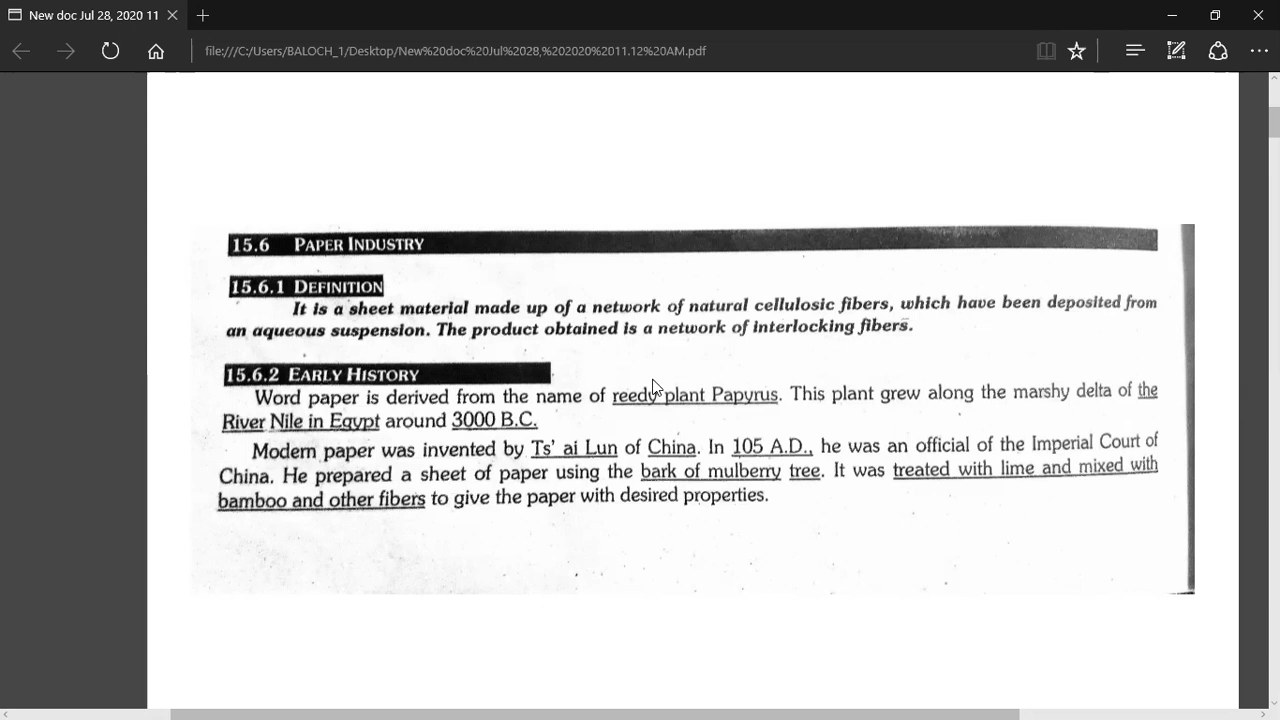 New doc Jul 28, 2020 11
file:///C:/Users/BALOCH_1/Desktop/New%20doc%20Jul%2028,%202020%2011.12%20AM.pdf
15.6 PAPER INDUSTRY
15.6.1 DEFINITION
It is a sheet material made up of a network of natural cellulosic fibers, which have been deposited from
an aqueous suspension. The product obtained is a network of interlocking fibers.
15.6.2 EARLY HISTORY
Word paper is derived from the name of reedy plant Papyrus. This plant grew along the marshy delta of the
River Nile in Egypt around 3000 B.C.
Modern paper was invented by Ts' ai Lun of China. In 105 A.D., he was an official of the Imperial Court of
China. He prepared a sheet of paper using the bark of mulberry tree. It was treated with lime and mixed with
bamboo and other fibers to give the paper with desired properties.